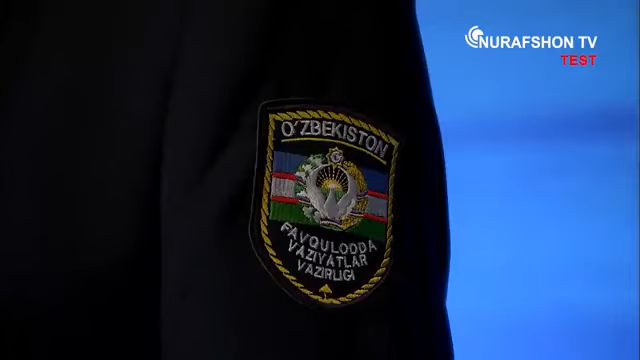 NURAFSHON TV
TEST
O'ZBEKISTON
FAVQULODDA
VAZIYATLAR
VAZIRLIGI